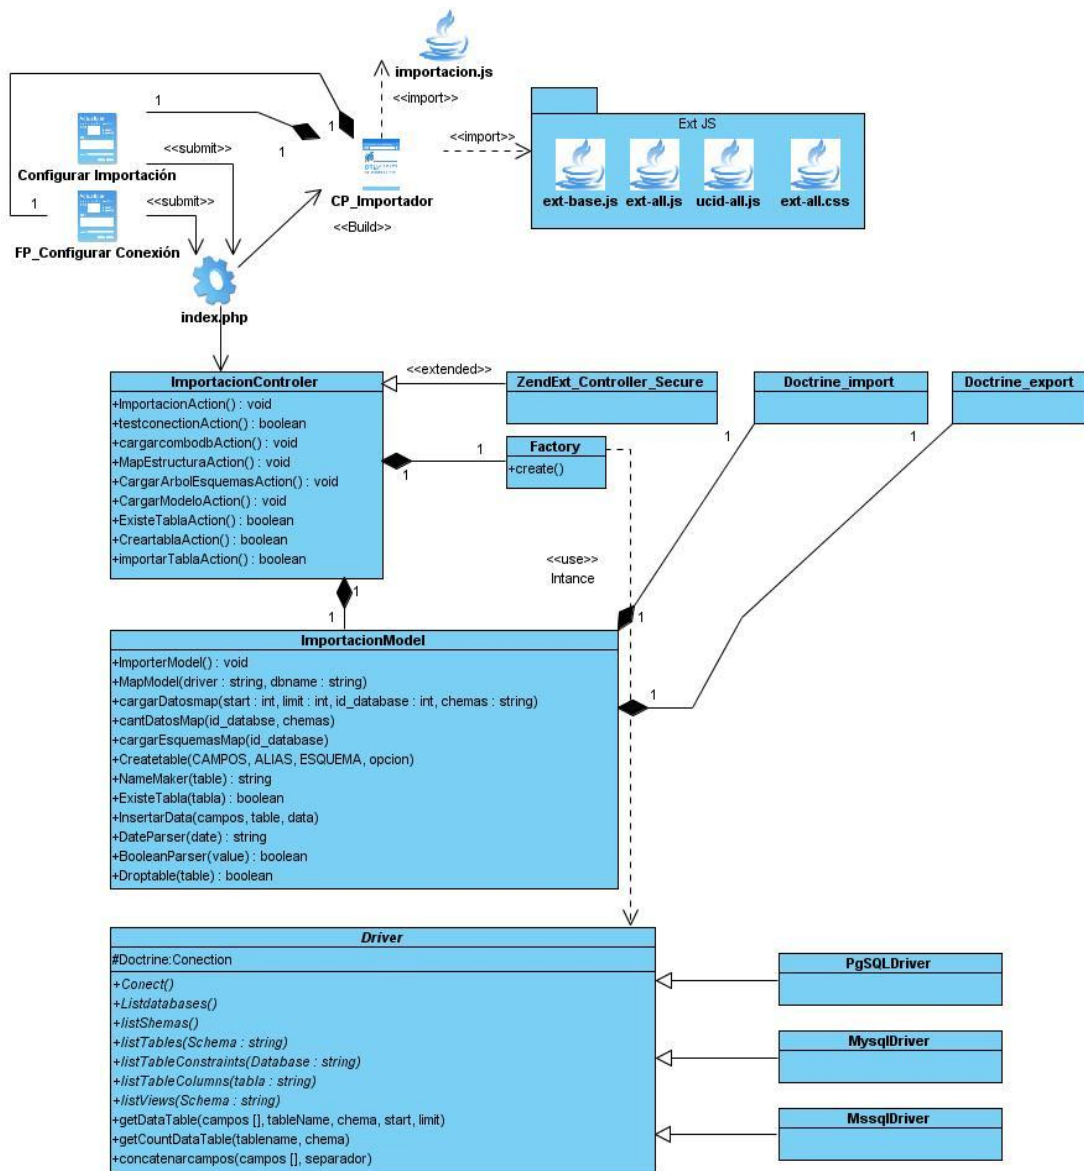 importacion.js
<<import>>
1
1
1
<<submit>>
Configurar Importación
1
<<submit>>
FP_Configurar Conexión
CP_Importador
<<Build>>
<<import>>
Ext JS
ext-base.js
ext-all.js
ucid-all.js
ext-all.css
index.php
ImportacionControler
+ImportacionAction() : void
+testconectionAction() : boolean
+cargarcombodbAction() : void
+MapEstructuraAction() : void
+CargarArbolEsquemasAction() : void
+CargarModeloAction() : void
+ExisteTablaAction() : boolean
+CreartablaAction() : boolean
+importarTablaAction() : boolean
<<extended>>
ZendExt_Controller_Secure
Doctrine_import
Doctrine_export
1
1
1
1
Factory
+create()
<<use>>
Intance
1
1
1
1
ImportacionModel
+ImporterModel() : void
+MapModel(driver : string, dbname : string)
+cargarDatosmap(start : int, limit : int, id_database : int, chemas : string)
+cantDatosMap(id_databse, chemas)
+cargarEsquemasMap(id_database)
+Createtable(CAMPOS, ALIAS, ESQUEMA, opcion)
+NameMaker(table) : string
+ExisteTabla(tabla) : boolean
+InsertarData(campos, table, data)
+DateParser(date) : string
+BooleanParser(value) : boolean
+Droptable(table) : boolean
Driver
#Doctrine:Conection
+Conect()
+Listdatabases()
+listShemas()
+listTables(Schema : string)
+listTableConstraints(Database : string)
+listTableColumns(tabla : string)
+listViews(Schema : string)
+getDataTable(campos [], tableName, chema, start, limit)
+getCountDataTable(tablename, chema)
+concatenarcampos(campos [], separador)
PgSQLDriver
MysqlDriver
MssqlDriver